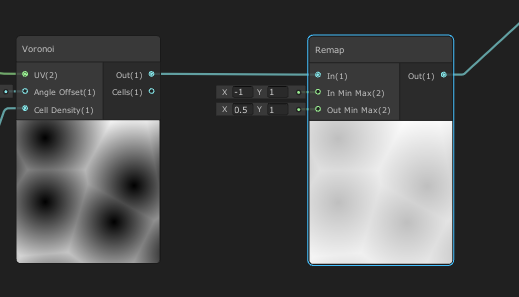 Voronoi
UV(2) Out(1)
Angle Offset(1) Cells(1)
Cell Density(1)
Remap
In(1) Out(1)
X -1 Y 1 In Min Max(2)
X 0.5 Y 1 Out Min Max(2)